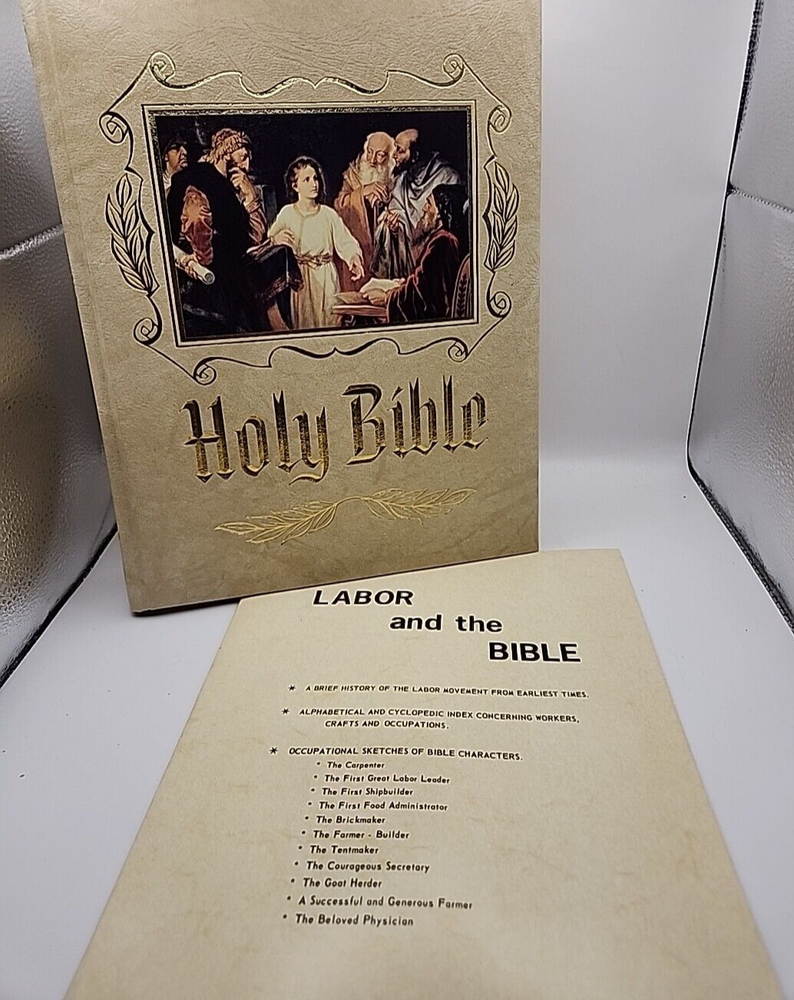 Holy Bible
LABOR
and the
BIBLE
* A BRIEF HISTORY OF THE LABOR MOVEMENT FROM EARLIEST TIMES.
* ALPHABETICAL AND CYCLOPEDIC INDEX CONCERNING WORKERS,
CRAFTS AND OCCUPATIONS.
* OCCUPATIONAL SKETCHES OF BIBLE CHARACTERS.
* The Carpenter
* The First Great Labor Leader
* The First Shipbuilder
* The First Food Administrator
* The Brickmaker
* The Farmer - Builder
* The Tentmaker
* The Courageous Secretary
* The Goat Herder
* A Successful and Generous Farmer
* The Beloved Physician